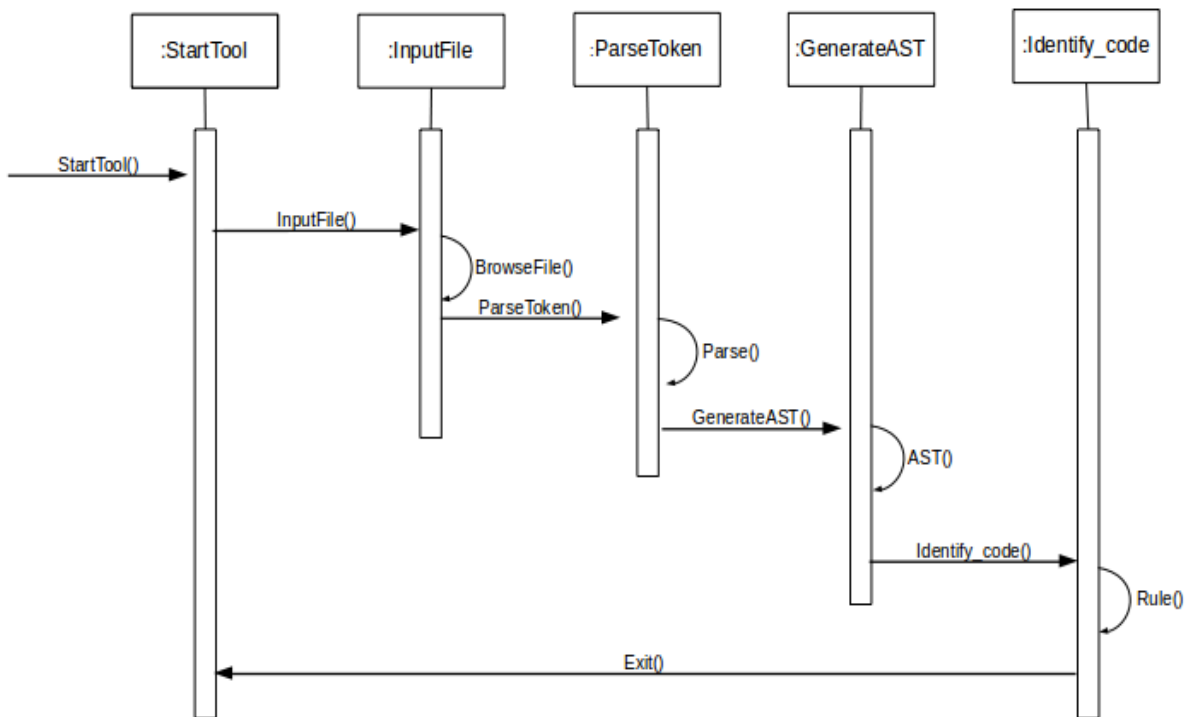 :StartTool
:InputFile
:ParseToken
:GenerateAST
:Identify_code
StartTool()
InputFile()
BrowseFile()
ParseToken()
Parse()
GenerateAST()
AST()
Identify_code()
Rule()
Exit()